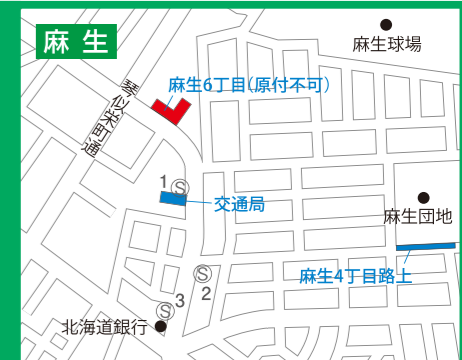 麻生
麻生球場
麻生6丁目(原付不可)
琴似栄町通
1 S
交通局
麻生団地
麻生4丁目路上
S
2
3
S
北海道銀行